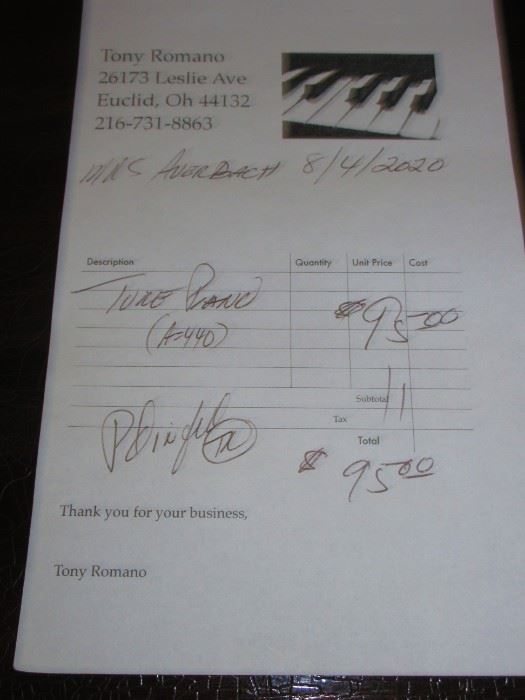 Tony Romano
26173 Leslie Ave
Euclid, Oh 44132
216-731-8863
MRS AUERBACH 8/4/2020
Description Quantity Unit Price Cost
TUNE PIANO $95.00
(A=440)
Subtotal
Tax
Total
$95.00
Thank you for your business,
Tony Romano